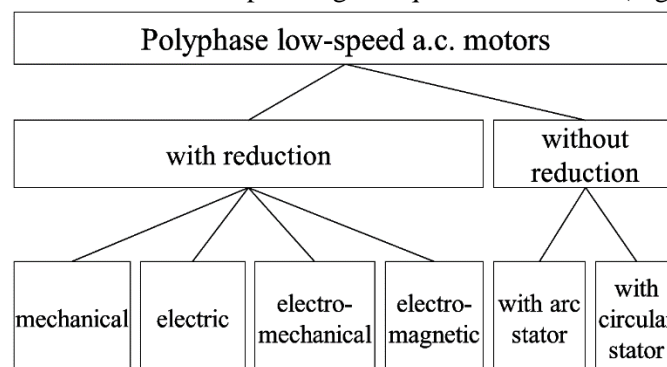 Polyphase low-speed a.c. motors
with reduction
without
reduction
mechanical
electric
electro-
mechanical
electro-
magnetic
with arc
stator
with
circular
stator